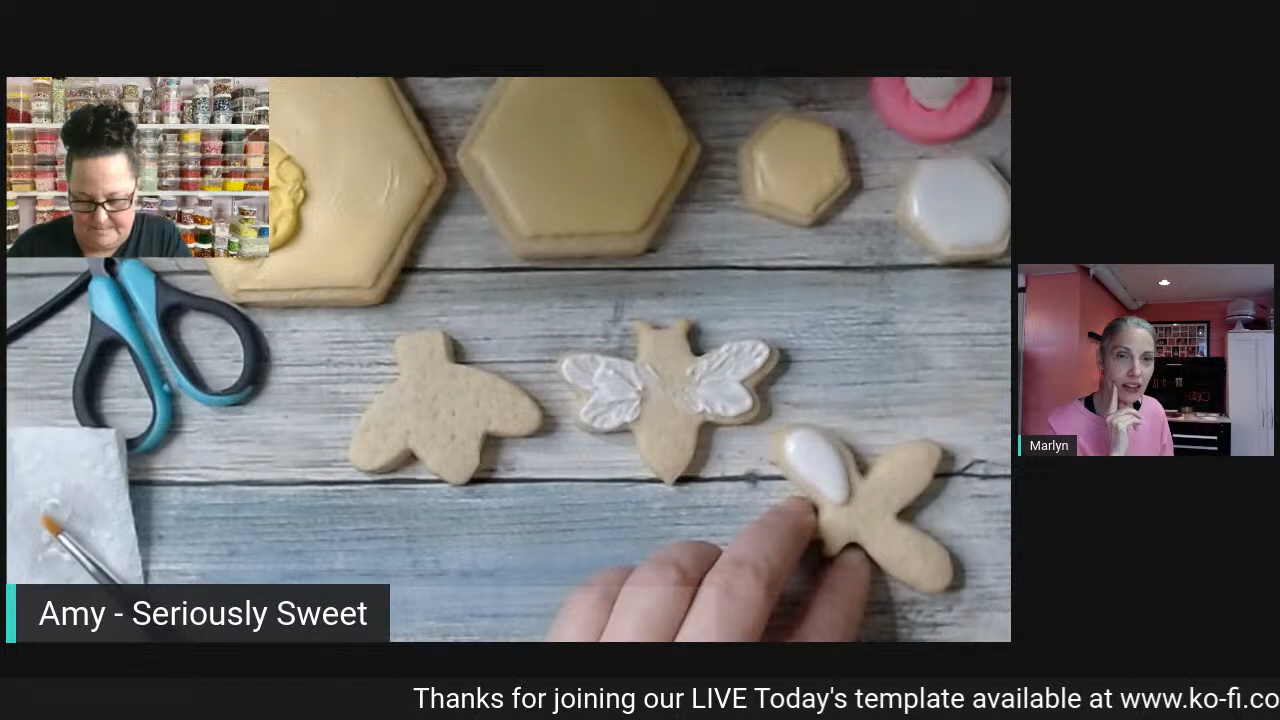 Marlyn
Amy - Seriously Sweet
Thanks for joining our LIVE Today's template available at www.ko-fi.co